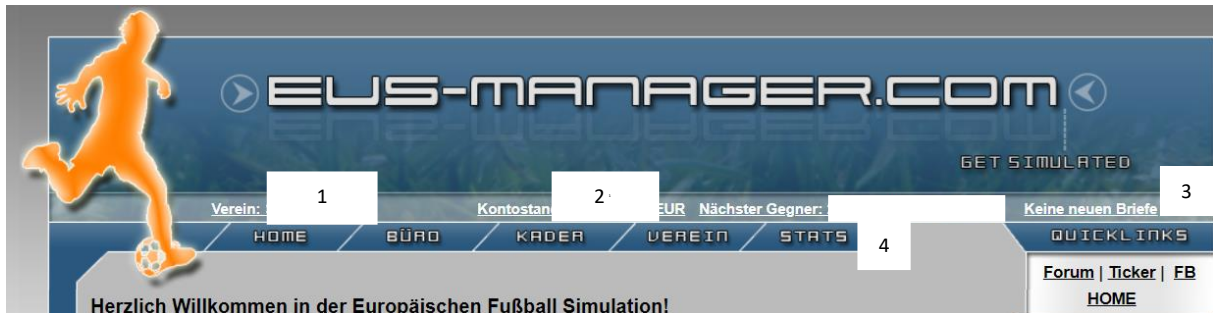 EUS-MANAGER.COM
GET SIMULATED
3
1
2
Verein:
Kontostand
EUR
Nächster Gegner:
Keine neuen Briefe
HOME
BÜRO
KADER
VEREIN
STATS
4
QUICKLINKS
Forum | Ticker | FB
HOME
Herzlich Willkommen in der Europäischen Fußball Simulation!